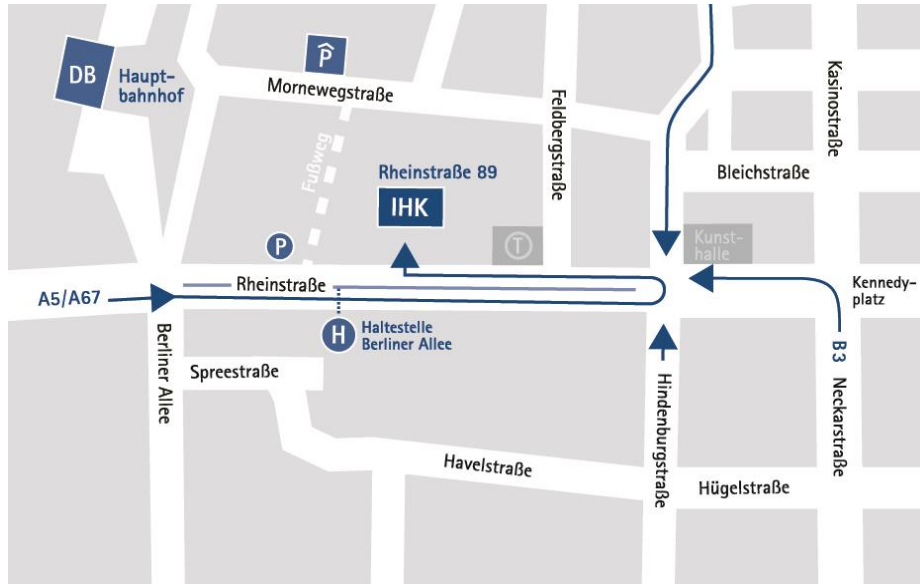 DB
Haupt-
bahnhof
P
Mornewegstraße
Fußweg
Feldbergstraße
Kasinostraße
Rheinstraße 89
IHK
Bleichstraße
P
T
Kunst-
halle
A5/A67
Rheinstraße
Kennedy-
platz
H
Haltestelle
Berliner Allee
Berliner Allee
Spreestraße
Hindenburgstraße
B3
Neckarstraße
Havelstraße
Hügelstraße